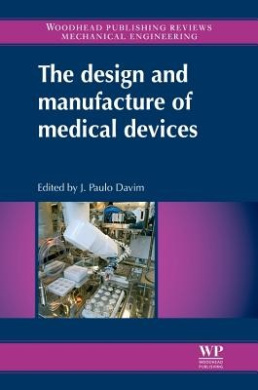 WOODHEAD PUBLISHING REVIEWS
MECHANICAL ENGINEERING
The design and
manufacture of
medical devices
Edited by J. Paulo Davim
WP
WOODHEAD
PUBLISHING